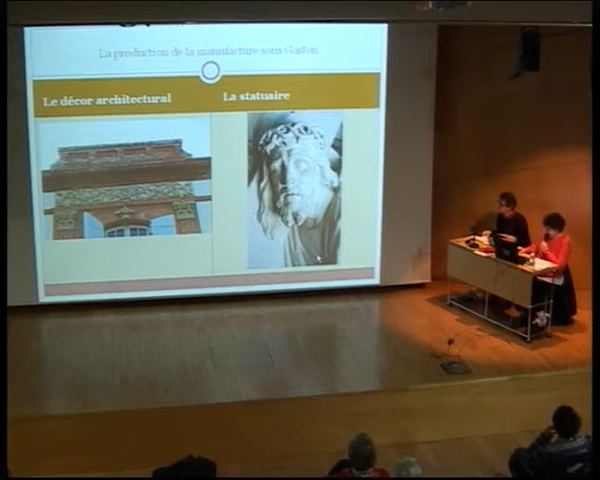 La production de la manufacture sous Gaston
Le décor architectural
La statuaire